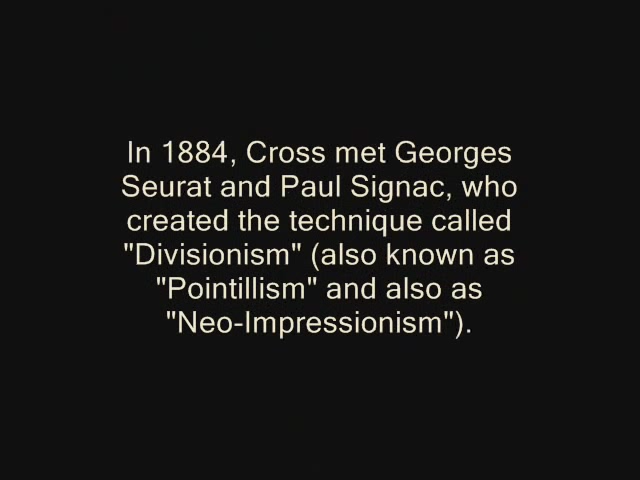 In 1884, Cross met Georges
Seurat and Paul Signac, who
created the technique called
"Divisionism" (also known as
"Pointillism" and also as
"Neo-Impressionism").